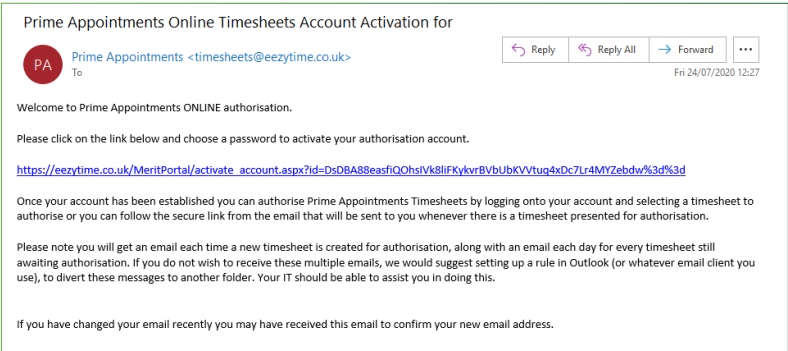 Prime Appointments Online Timesheets Account Activation for
PA
Prime Appointments <timesheets@eezytime.co.uk>
To
Reply
Reply All
Forward
...
Fri 24/07/2020 12:27
Welcome to Prime Appointments ONLINE authorisation.
Please click on the link below and choose a password to activate your authorisation account.
https://eezytime.co.uk/MeritPortal/activate_account.aspx?id=DsDBA88easfiQOhsIVk8liFKykvrBVbUbKVVtuq4xDc7Lr4MYZebdw%3d%3d
Once your account has been established you can authorise Prime Appointments Timesheets by logging onto your account and selecting a timesheet to
authorise or you can follow the secure link from the email that will be sent to you whenever there is a timesheet presented for authorisation.
Please note you will get an email each time a new timesheet is created for authorisation, along with an email each day for every timesheet still
awaiting authorisation. If you do not wish to receive these multiple emails, we would suggest setting up a rule in Outlook (or whatever email client you
use), to divert these messages to another folder. Your IT should be able to assist you in doing this.
If you have changed your email recently you may have received this email to confirm your new email address.